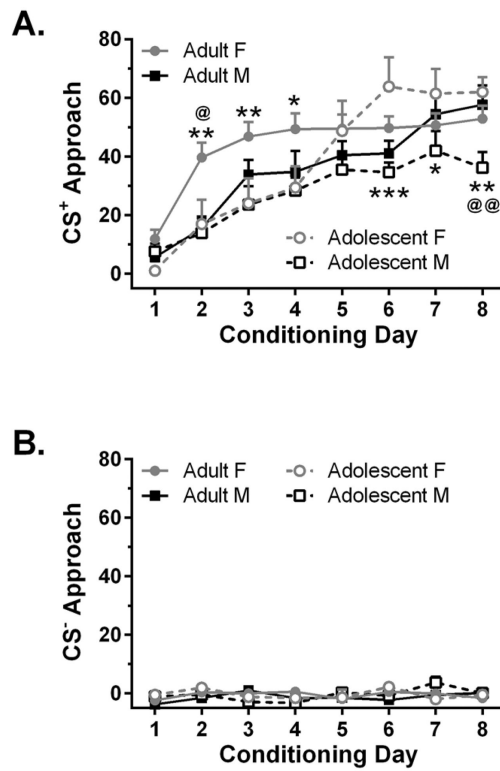 A.
CS+ Approach
80
60
40
20
0
Adult F
Adult M
@
**
**
*
***
*
**
@@
Adolescent F
Adolescent M
1 2 3 4 5 6 7 8
Conditioning Day
B.
CS- Approach
80
60
40
20
0
Adult F Adolescent F
Adult M Adolescent M
1 2 3 4 5 6 7 8
Conditioning Day